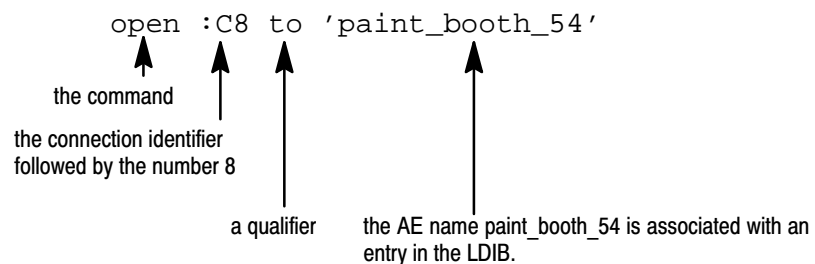 open :C8 to ’paint_booth_54’
the command
the connection identifier
followed by the number 8
a qualifier
the AE name paint_booth_54 is associated with an
entry in the LDIB.